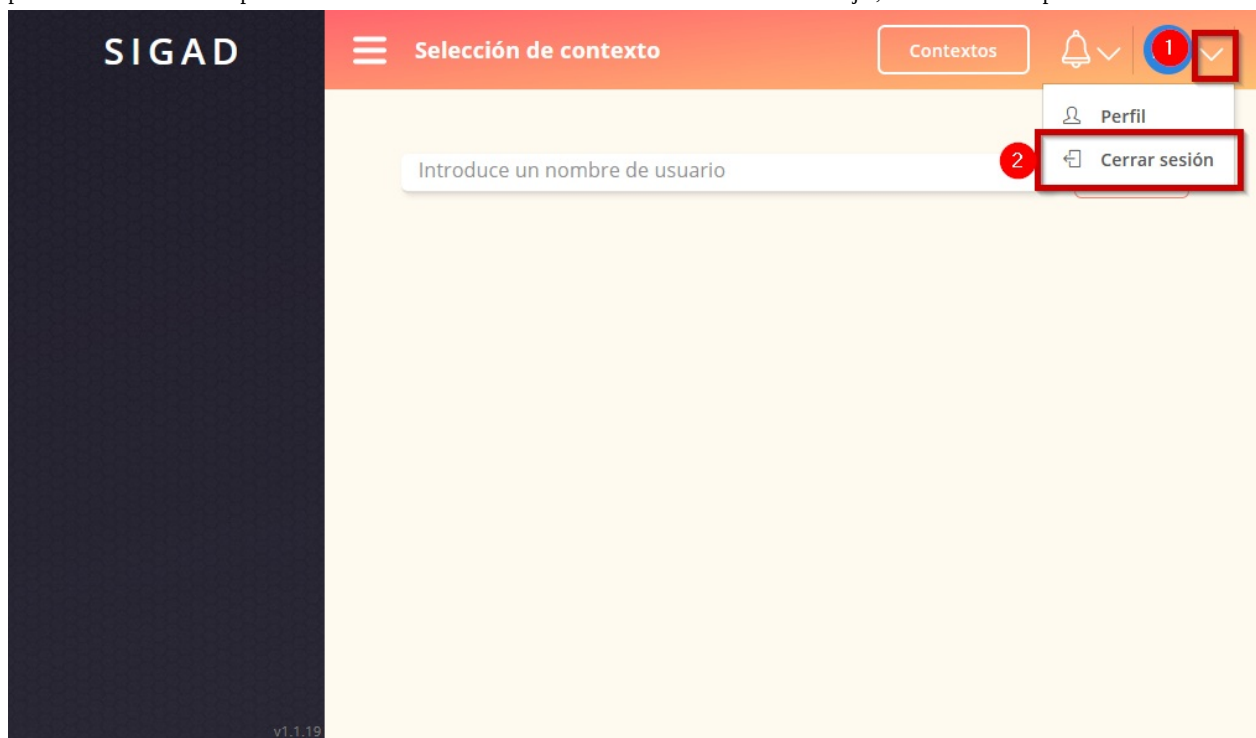 SIGAD
Selección de contexto
Contextos
1
Perfil
Introduce un nombre de usuario
2
Cerrar sesión
v1.1.19